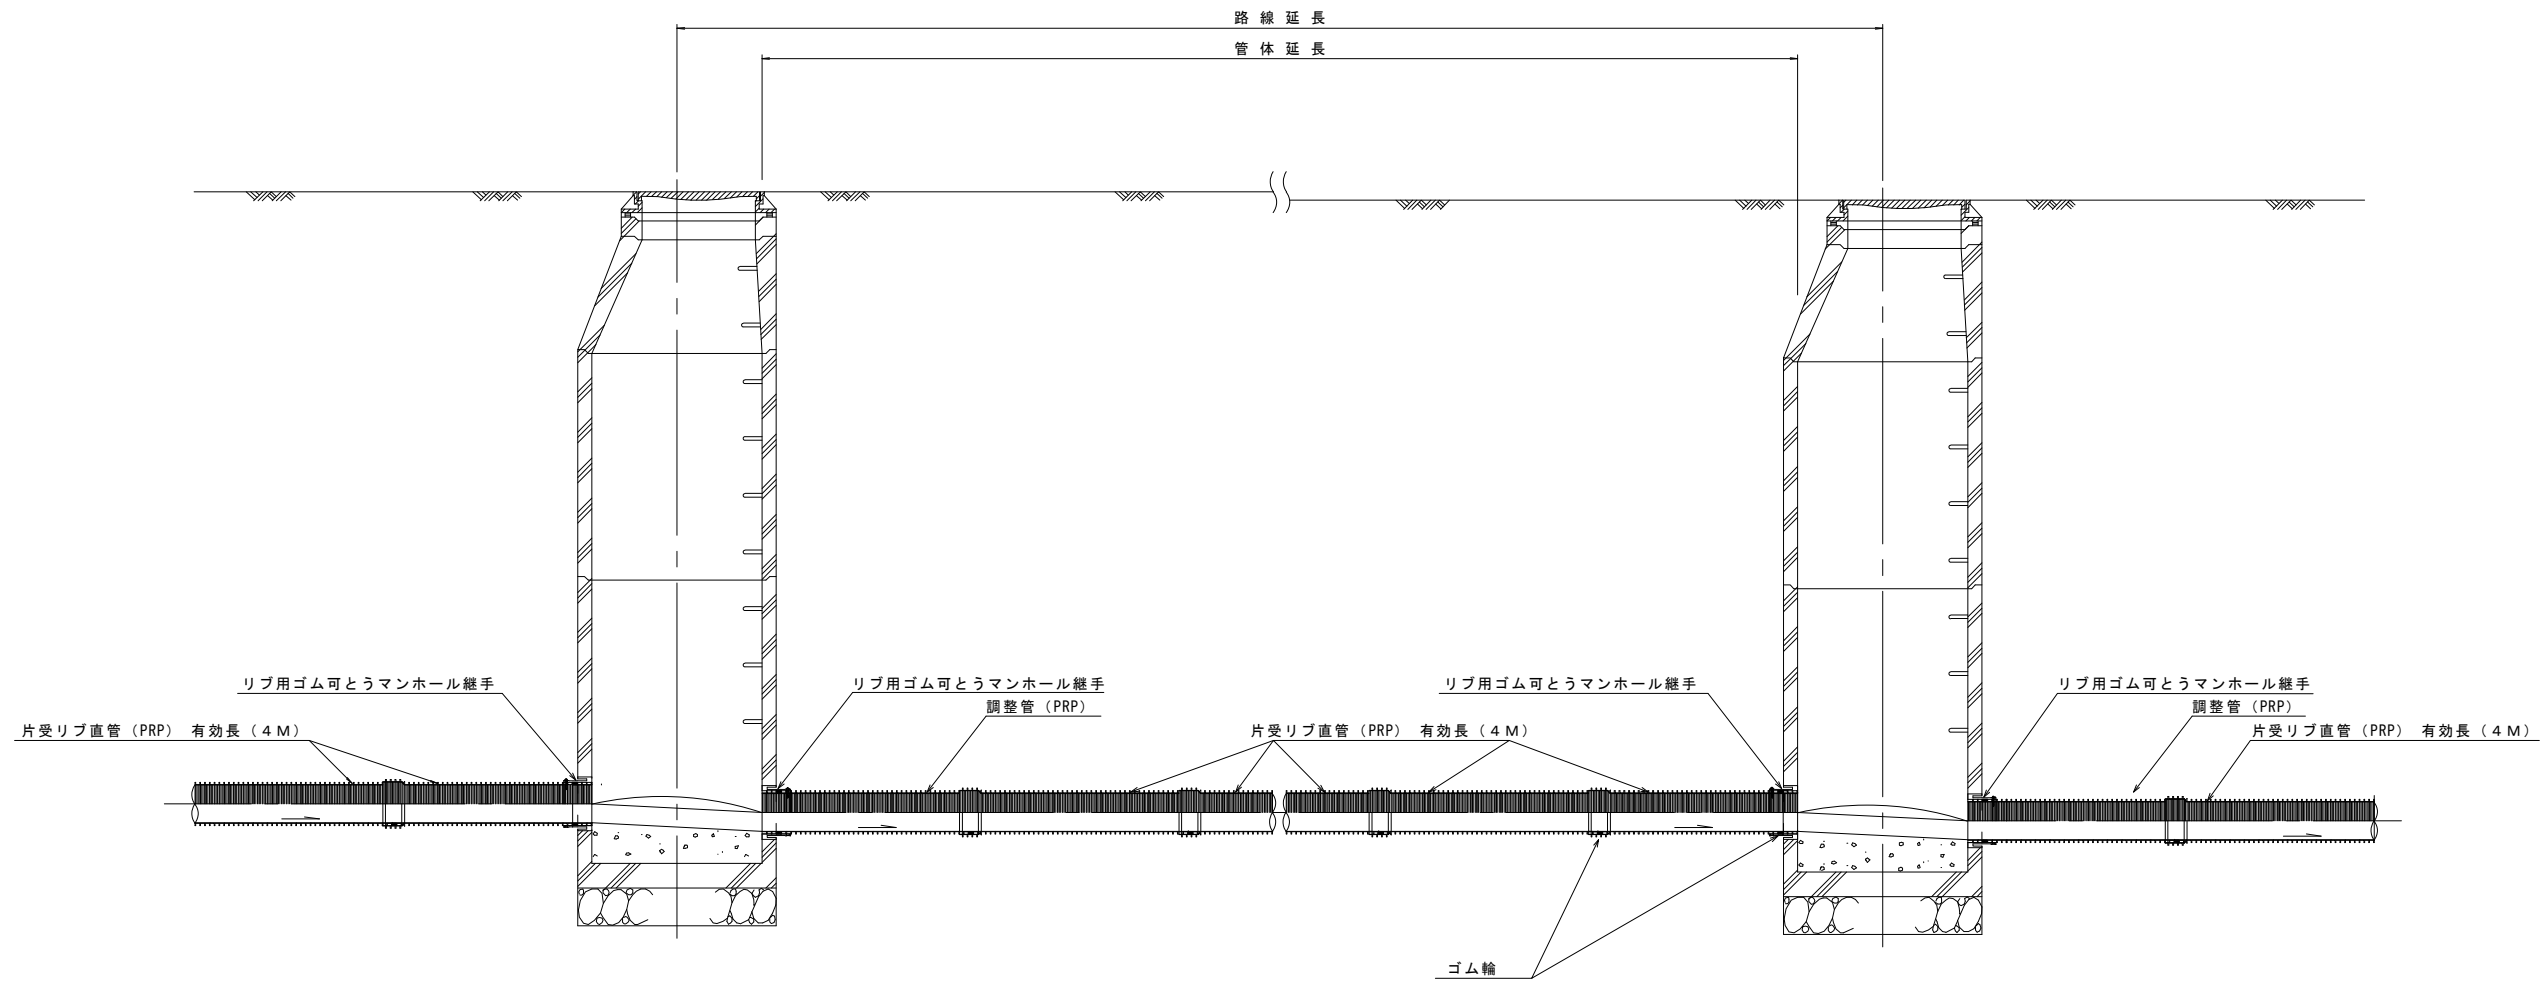 路 線 延 長
管 体 延 長
リブ用ゴム可とうマンホール継手
リブ用ゴム可とうマンホール継手
リブ用ゴム可とうマンホール継手
リブ用ゴム可とうマンホール継手
調整管(PRP)
調整管(PRP)
片受リブ直管(PRP) 有効長(4M)
片受リブ直管(PRP) 有効長(4M)
片受リブ直管(PRP) 有効長(4M)
ゴム輪